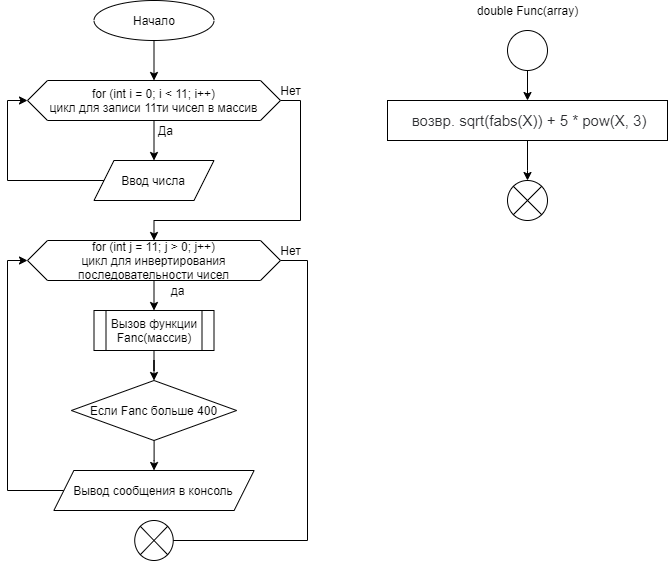 Начало
for (int i = 0; i < 11; i++)
цикл для записи 11ти чисел в массив
Нет
Да
Ввод числа
for (int j = 11; j > 0; j++)
цикл для инвертирования
последовательности чисел
Нет
да
Вызов функции
Fanc(массив)
Если Fanc больше 400
Вывод сообщения в консоль
double Func(array)
возвр. sqrt(fabs(X)) + 5 * pow(X, 3)